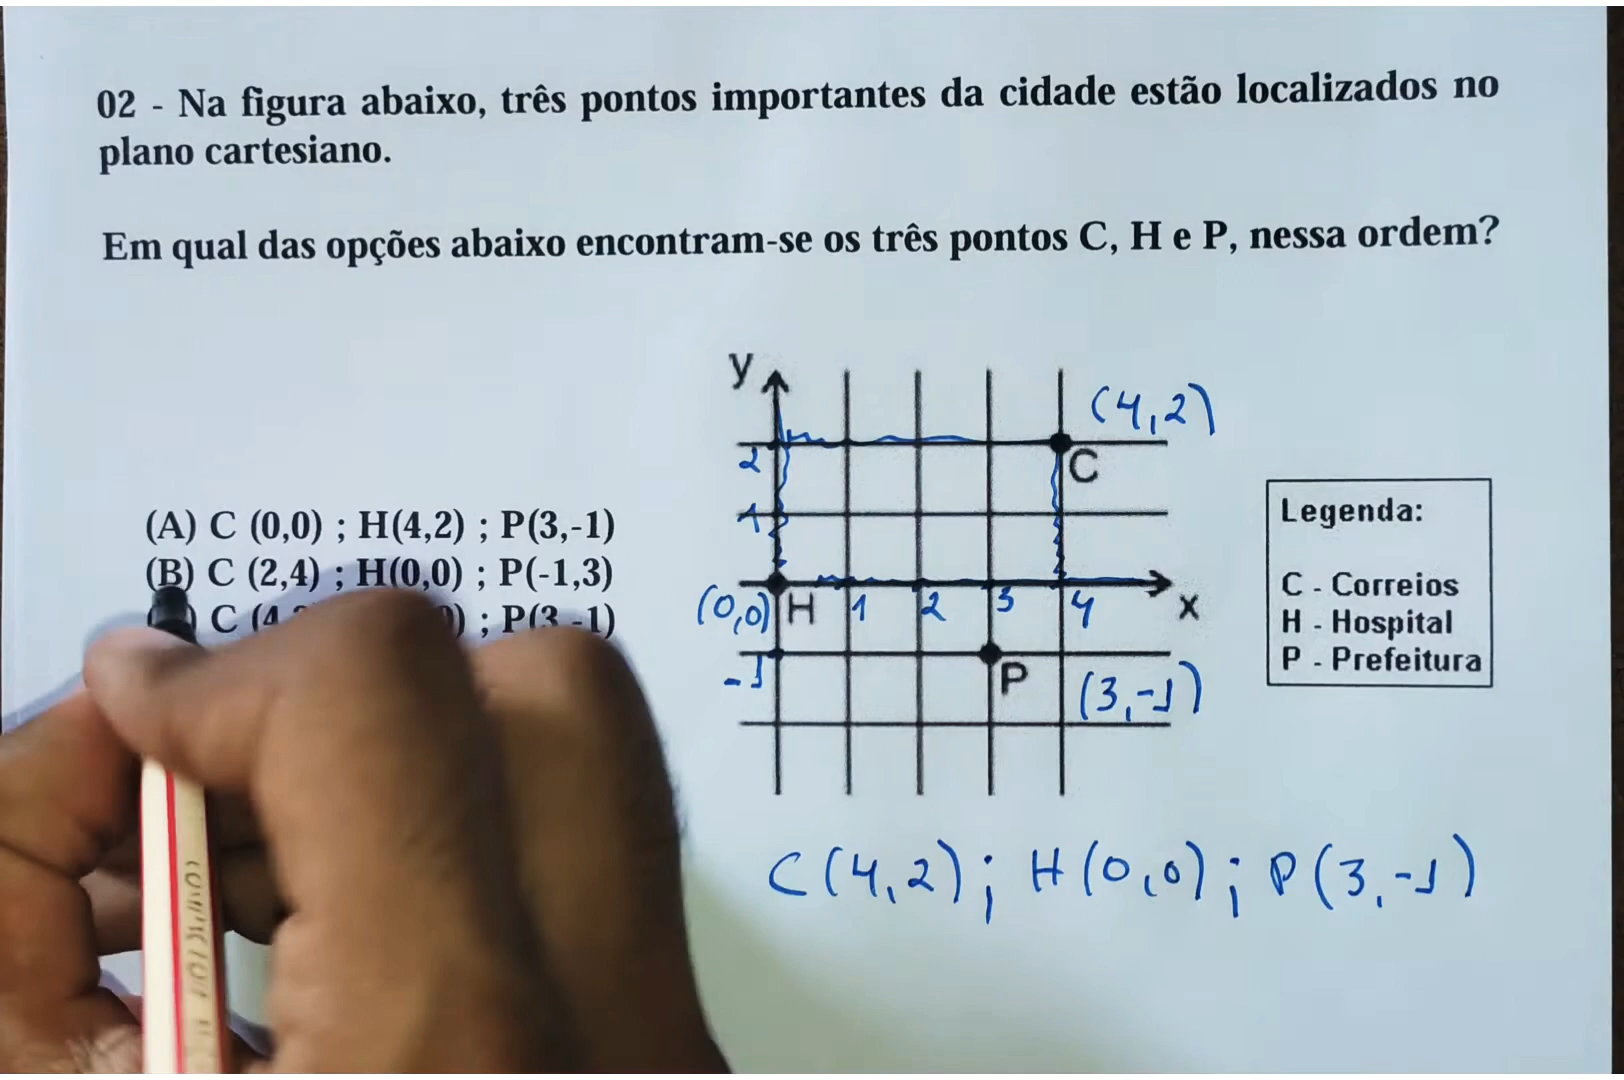 02 - Na figura abaixo, três pontos importantes da cidade estão localizados no
plano cartesiano.
Em qual das opções abaixo encontram-se os três pontos C, H e P, nessa ordem?
(A) C (0,0) ; H(4,2) ; P(3,-1)
(B) C (2,4) ; H(0,0) ; P(-1,3)
C (4 ) ; P(3,-1)
y
(4,2)
2
C
1
(0,0) H 1 2 3 4 x
-1
P (3,-1)
Legenda:
C - Correios
H - Hospital
P - Prefeitura
C(4,2); H(0,0); P(3,-1)